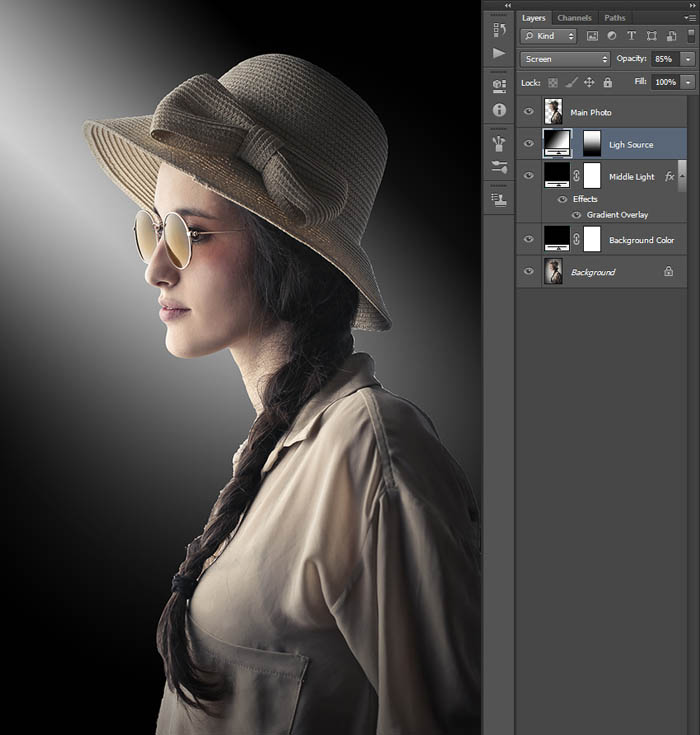 Layers Channels Paths
Kind
Screen Opacity: 85%
Lock: Fill: 100%
Main Photo
Ligh Source
Middle Light fx
Effects
Gradient Overlay
Background Color
Background